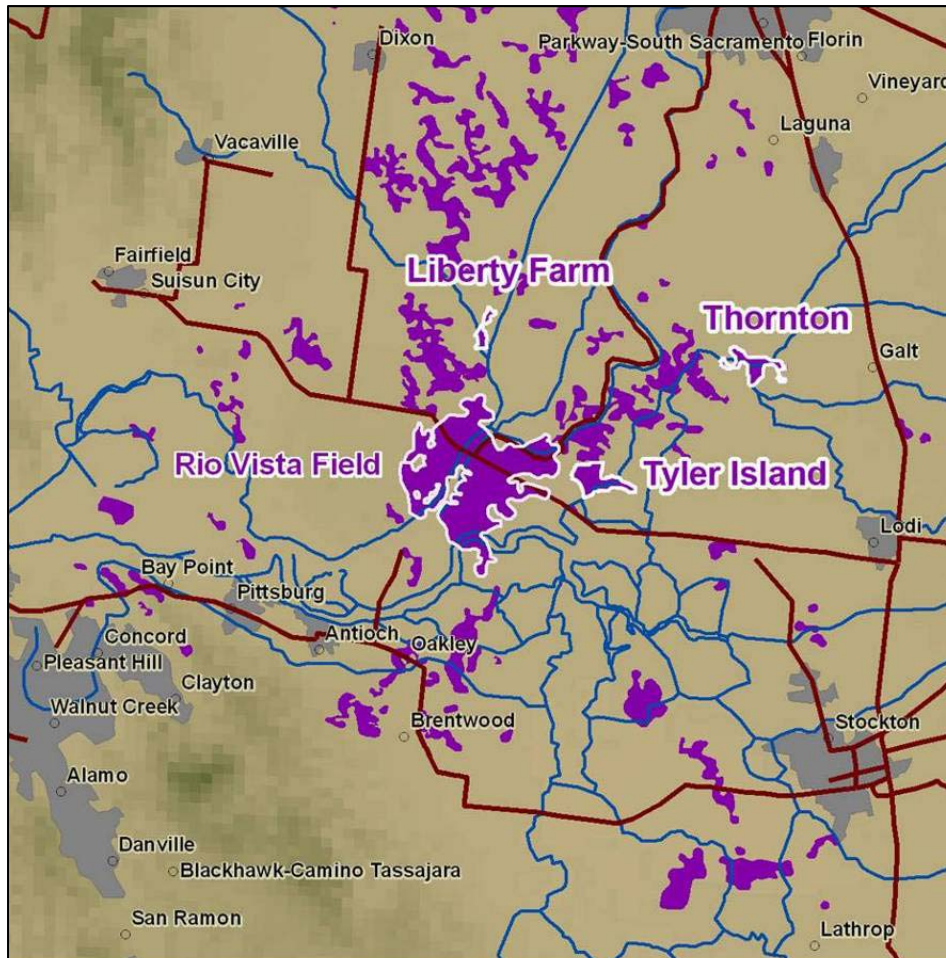 Dixon
Parkway-South Sacramento
Florin
Vineyard
Laguna
Vacaville
Fairfield
Suisun City
Liberty Farm
Thornton
Galt
Rio Vista Field
Tyler Island
Lodi
Bay Point
Pittsburg
Antioch
Concord
Oakley
Pleasant Hill
Clayton
Walnut Creek
Brentwood
Stockton
Alamo
Danville
Blackhawk-Camino Tassajara
San Ramon
Lathrop